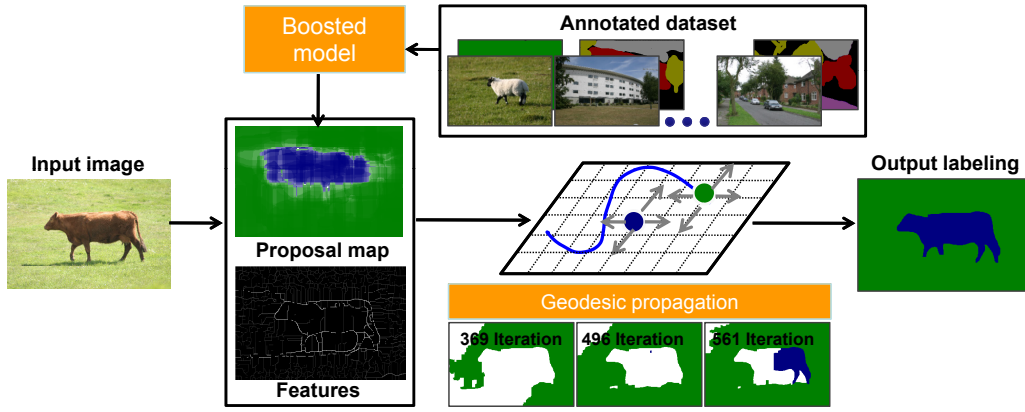 Boosted
model
Annotated dataset
Input image
Proposal map
Features
Output labeling
Geodesic propagation
369 Iteration
496 Iteration
561 Iteration